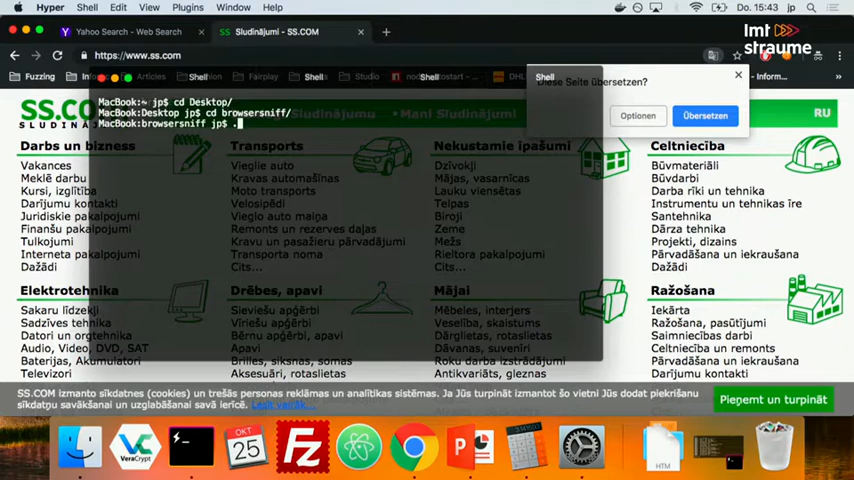 Hyper Shell Edit View Plugins Window Help
Do. 15:43 jp
lmt
straume
Yahoo Search - Web Search
SS Sludinājumi - SS.COM
https://www.ss.com
Fuzzing
Shell Shell Shell Shell
Diese Seite übersetzen?
Optionen Übersetzen
MacBook:~ jp$ cd Desktop/
MacBook:Desktop jp$ cd browsersniff/
MacBook:browsersniff jp$ .
SS.CO
SLUDINĀJ
Sludinājumu
Mani Sludinājumi
RU
Darbs un bizness
Vakances
Meklē darbu
Kursi, izglītība
Darījumu kontakti
Juridiskie pakalpojumi
Finanšu pakalpojumi
Tulkojumi
Interneta pakalpojumi
Dažādi
Transports
Vieglie auto
Kravas automašīnas
Moto transports
Velosipēdi
Vieglo auto maiņa
Remonts un rezerves daļas
Kravu un pasažieru pārvadājumi
Transporta noma
Cits...
Nekustamie īpašumi
Dzīvokļi
Mājas, vasarnīcas
Lauku viensētas
Telpas
Biroji
Zeme
Mežs
Rieltora pakalpojumi
Cits...
Celtniecība
Būvmateriāli
Būvdarbi
Darba rīki un tehnika
Instrumentu un tehnikas īre
Santehnika
Dārza tehnika
Projekti, dizains
Pārvadāšana un iekraušana
Dažādi
Elektrotehnika
Sakaru līdzekļi
Sadzīves tehnika
Datori un orgtehnika
Audio, Video, DVD, SAT
Baterijas, Akumulatori
Televizori
Drēbes, apavi
Sieviešu apģērbi
Vīriešu apģērbi
Bērnu apģērbi, apavi
Brilles, siksnas, somas
Aksesuāri, rotaslietas
Mājai
Mēbeles, interjers
Veselība, skaistums
Dārglietas, rotaslietas
Dāvanas, suvenīri
Roku darba izstrādājumi
Antikvariāts, gleznas
Ražošana
Iekārta
Ražošana, pasūtījumi
Saimniecības darbi
Celtniecība un remonts
Pārvadāšana un iekraušana
Darījumu kontakti
SS.COM izmanto sīkdatnes (cookies) un trešās personas reklāmas un analītikas sistēmas. Ja Jūs turpināt izmantot šo vietni Jūs dodat piekrišanu
sīkdatņu savākšanai un uzglabāšanai savā ierīcē. Lasīt vairāk...
Pieņemt un turpināt
VeraCrypt
OKT
25
HTM